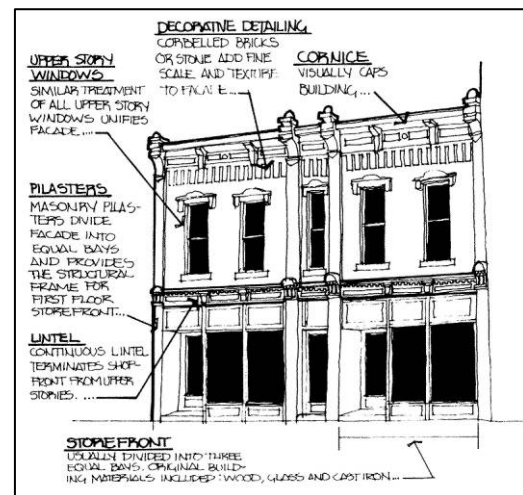 DECORATIVE DETAILING
CORBELLED BRICKS
OR STONE ADD FINE
SCALE AND TEXTURE
TO FACADE....
CORNICE
VISUALLY CAPS
BUILDING....
UPPER STORY
WINDOWS
SIMILAR TREATMENT
OF ALL UPPER STORY
WINDOWS UNIFIES
FACADE....
PILASTERS
MASONRY PILAS-
TERS DIVIDE
FACADE INTO
EQUAL BAYS
AND PROVIDES
THE STRUCTURAL
FRAME FOR
FIRST FLOOR
STOREFRONT...
LINTEL
CONTINUOUS LINTEL
TERMINATES SHOP-
FRONT FROM UPPER
STORIES. ...
STOREFRONT
USUALLY DIVIDED INTO THREE
EQUAL BAYS. ORIGINAL BUILD-
ING MATERIALS INCLUDED: WOOD, GLASS AND CAST IRON...